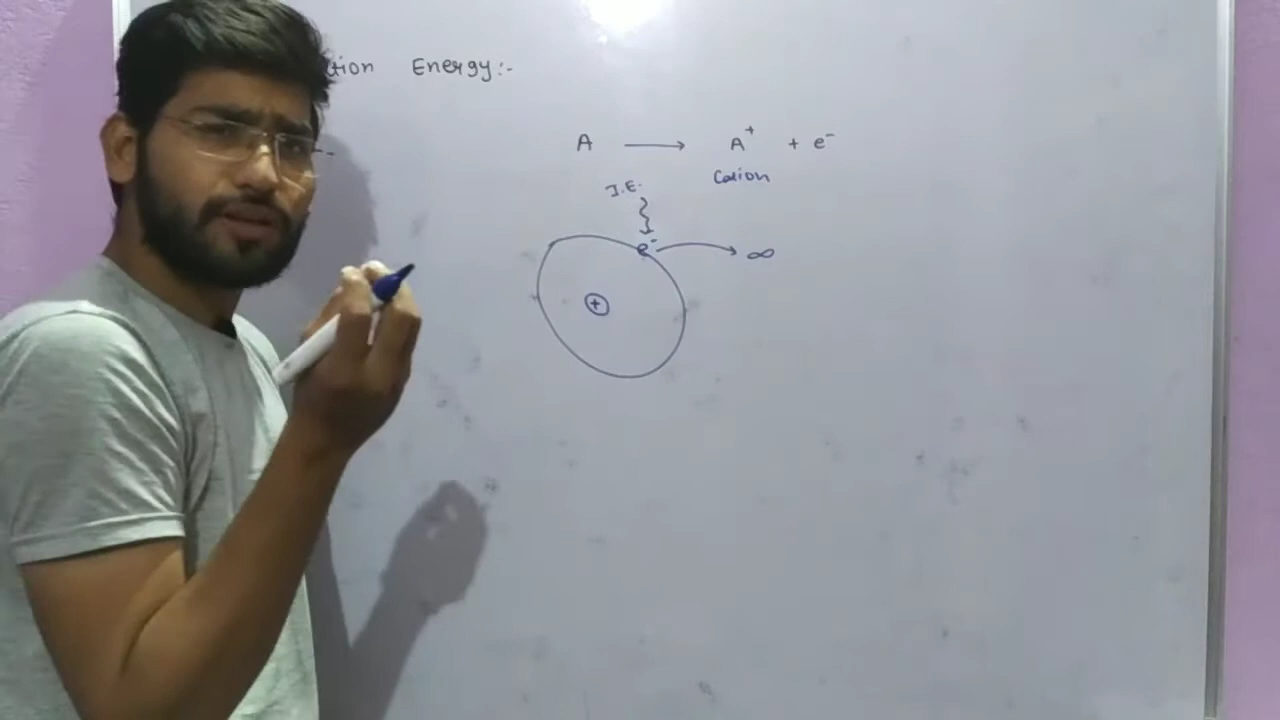 tion Energy:-
A → A⁺ + e⁻
Cation
I.E.
e⁻ → ∞
+